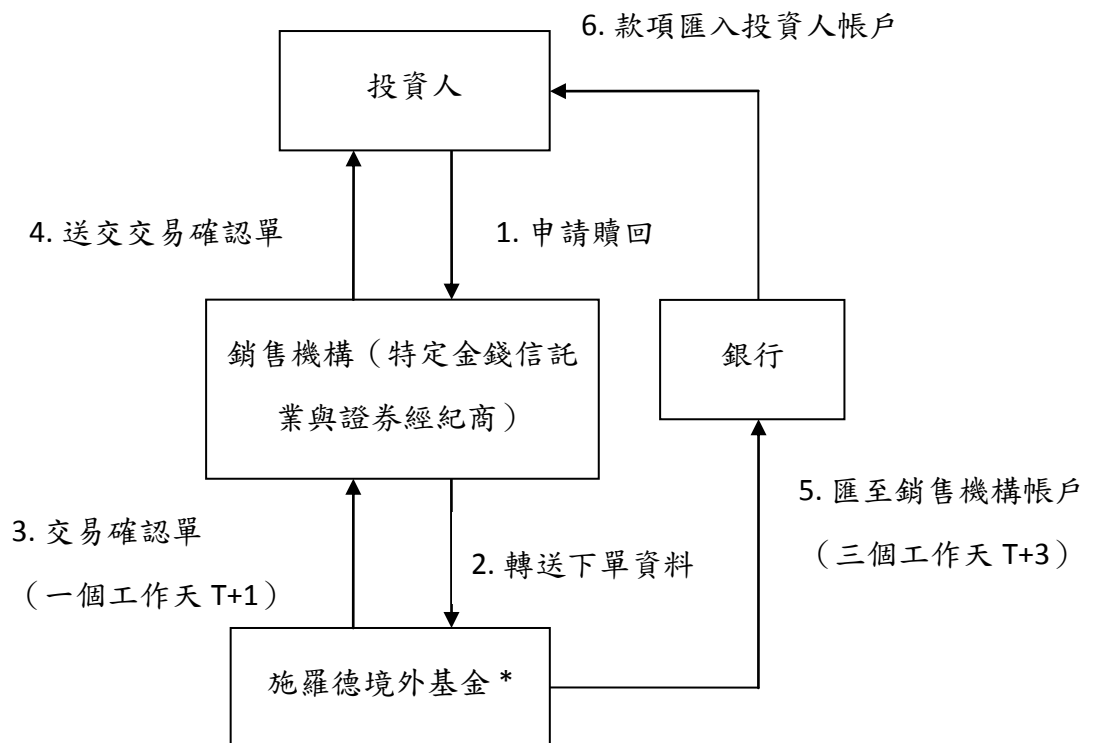 6. 款項匯入投資人帳戶
投資人
4. 送交交易確認單
1. 申請贖回
銷售機構（特定金錢信託
業與證券經紀商）
銀行
3. 交易確認單
（一個工作天 T+1）
2. 轉送下單資料
5. 匯至銷售機構帳戶
（三個工作天 T+3）
施羅德境外基金*